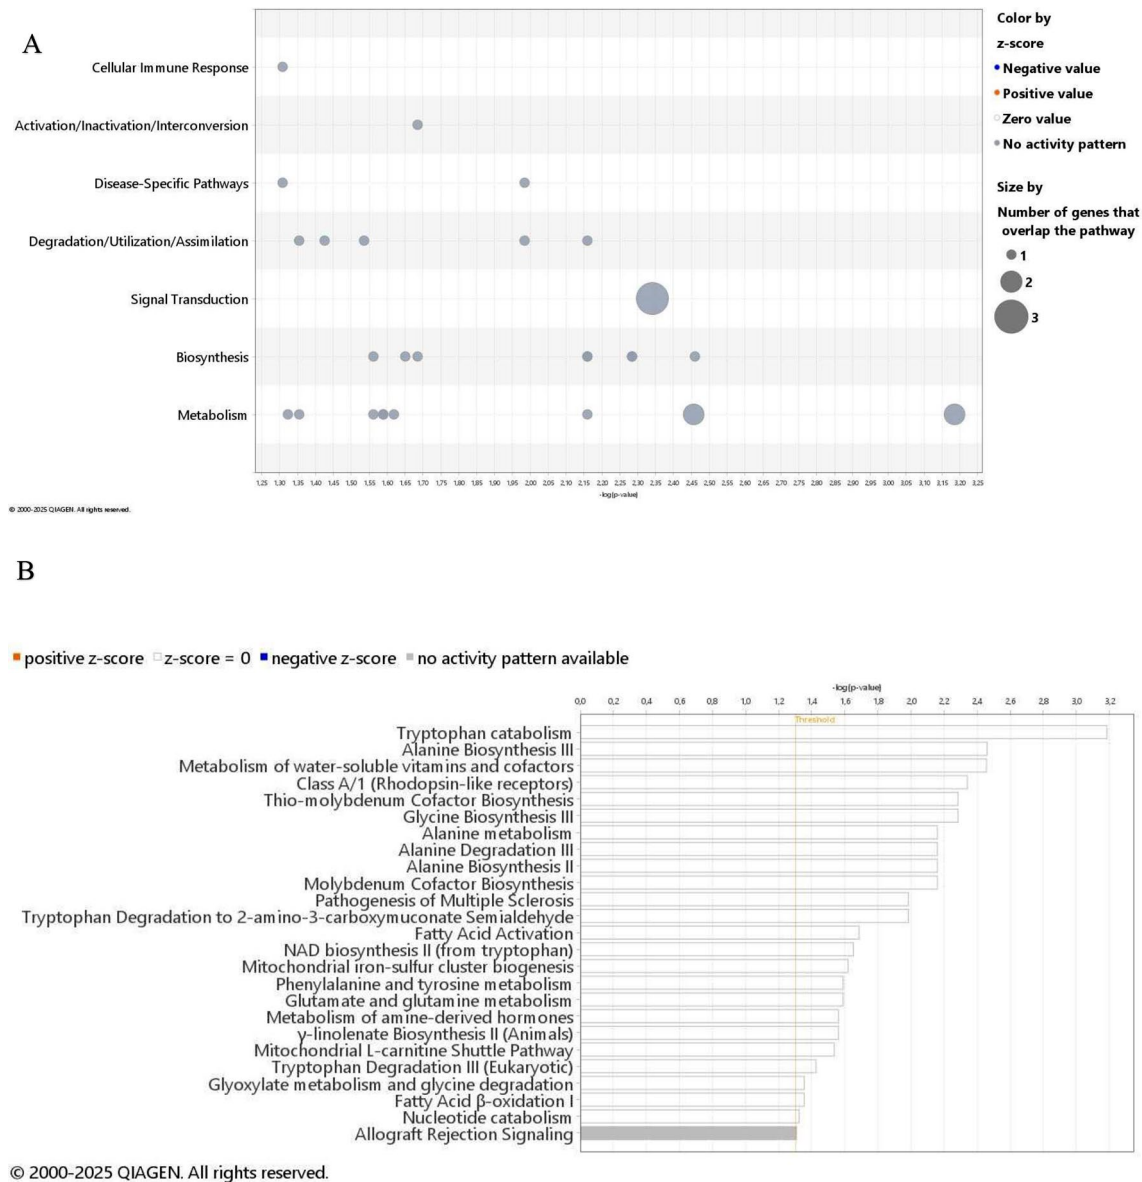 A
Cellular Immune Response
Activation/Inactivation/Interconversion
Disease-Specific Pathways
Degradation/Utilization/Assimilation
Signal Transduction
Biosynthesis
Metabolism
1,25 1,30 1,35 1,40 1,45 1,50 1,55 1,60 1,65 1,70 1,75 1,80 1,85 1,90 1,95 2,00 2,05 2,10 2,15 2,20 2,25 2,30 2,35 2,40 2,45 2,50 2,55 2,60 2,65 2,70 2,75 2,80 2,85 2,90 2,95 3,00 3,05 3,10 3,15 3,20 3,25
-log(p-value)
Color by
z-score
Negative value
Positive value
Zero value
No activity pattern
Size by
Number of genes that
overlap the pathway
1
2
3
© 2000-2025 QIAGEN. All rights reserved.
B
positive z-score z-score = 0 negative z-score no activity pattern available
-log(p-value)
0,0 0,2 0,4 0,6 0,8 1,0 1,2 1,4 1,6 1,8 2,0 2,2 2,4 2,6 2,8 3,0 3,2
Threshold
Tryptophan catabolism
Alanine Biosynthesis III
Metabolism of water-soluble vitamins and cofactors
Class A/1 (Rhodopsin-like receptors)
Thio-molybdenum Cofactor Biosynthesis
Glycine Biosynthesis III
Alanine metabolism
Alanine Degradation III
Alanine Biosynthesis II
Molybdenum Cofactor Biosynthesis
Pathogenesis of Multiple Sclerosis
Tryptophan Degradation to 2-amino-3-carboxymuconate Semialdehyde
Fatty Acid Activation
NAD biosynthesis II (from tryptophan)
Mitochondrial iron-sulfur cluster biogenesis
Phenylalanine and tyrosine metabolism
Glutamate and glutamine metabolism
Metabolism of amine-derived hormones
γ-linolenate Biosynthesis II (Animals)
Mitochondrial L-carnitine Shuttle Pathway
Tryptophan Degradation III (Eukaryotic)
Glyoxylate metabolism and glycine degradation
Fatty Acid β-oxidation I
Nucleotide catabolism
Allograft Rejection Signaling
© 2000-2025 QIAGEN. All rights reserved.